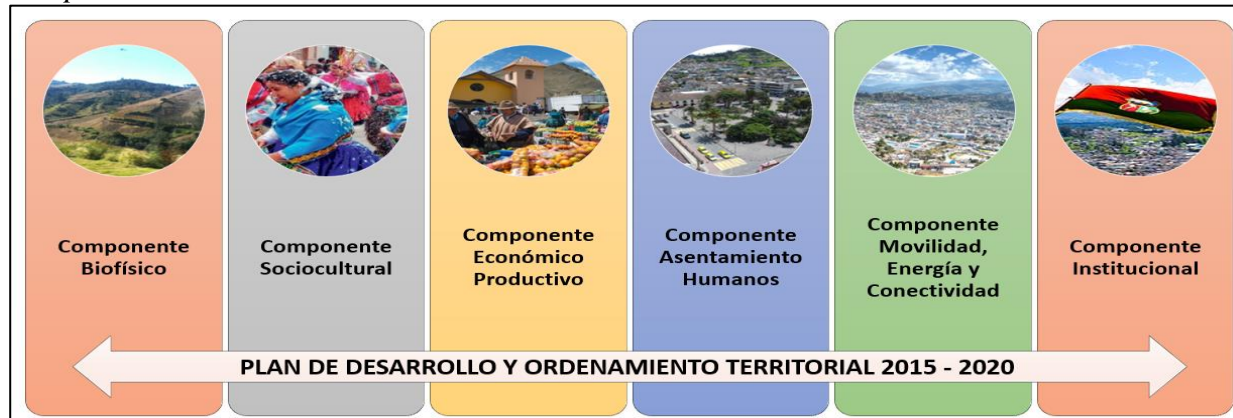 Componente
Biofísico
Componente
Sociocultural
Componente
Económico
Productivo
Componente
Asentamiento
Humanos
Componente
Movilidad,
Energía y
Conectividad
Componente
Institucional
PLAN DE DESARROLLO Y ORDENAMIENTO TERRITORIAL 2015 - 2020